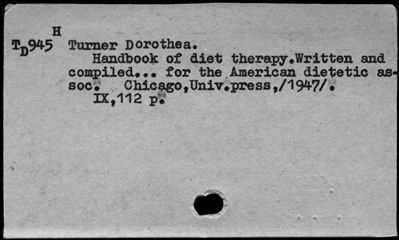 H
TD945 Turner Dorothea.
Handbook of diet therapy.Written and
compiled... for the American dietetic as-
soc. Chicago,Univ.press,/1947/.
IX,112 p.